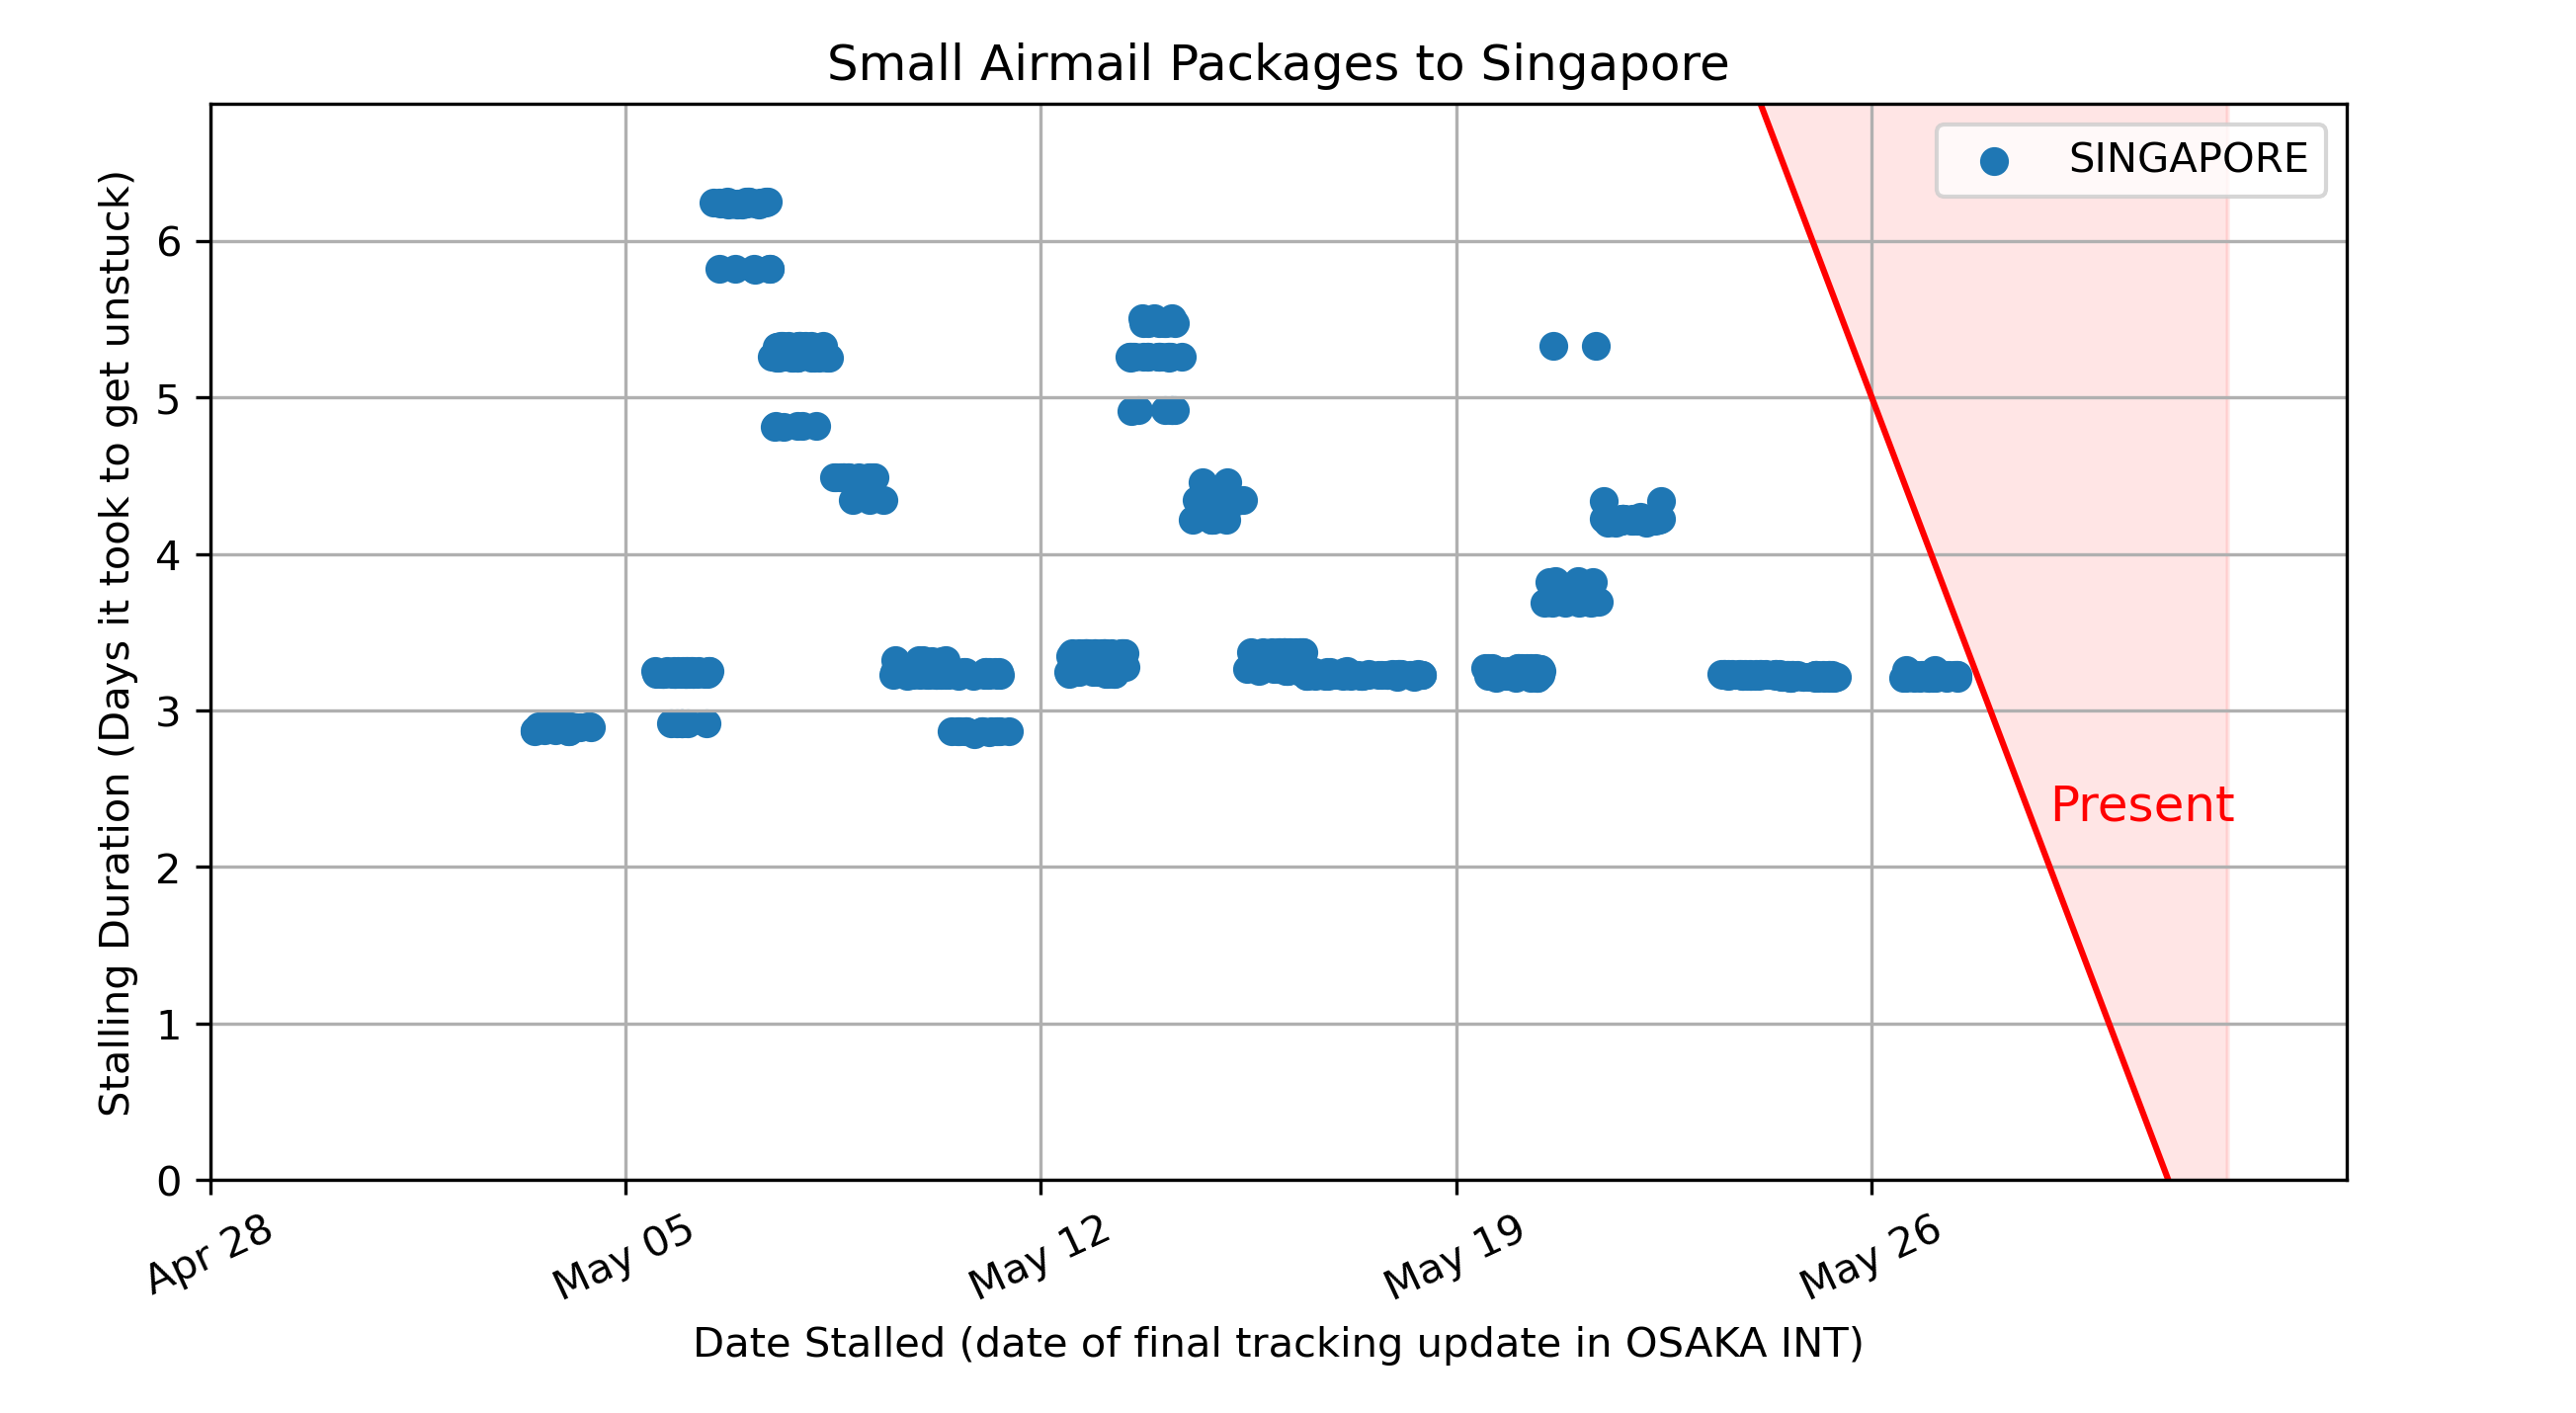 Small Airmail Packages to Singapore
SINGAPORE
Stalling Duration (Days it took to get unstuck)
6
5
4
3
2
1
0
Present
Apr 28
May 05
May 12
May 19
May 26
Date Stalled (date of final tracking update in OSAKA INT)